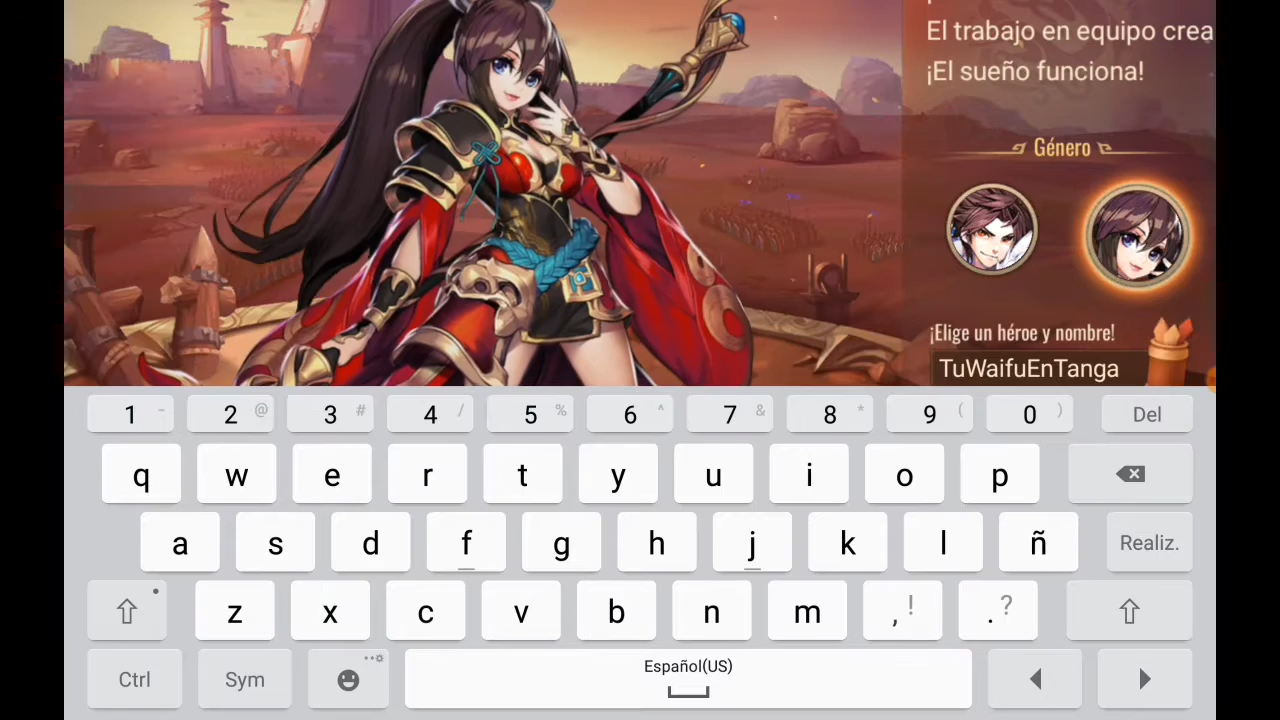 El trabajo en equipo crea
¡El sueño funciona!
Género
¡Elige un héroe y nombre!
TuWaifuEnTanga
1 - 2 @ 3 # 4 / 5 % 6 ^ 7 & 8 * 9 ( 0 ) Del
q w e r t y u i o p
a s d f g h j k l ñ Realiz.
z x c v b n m , ! . ?
Ctrl Sym Español(US)